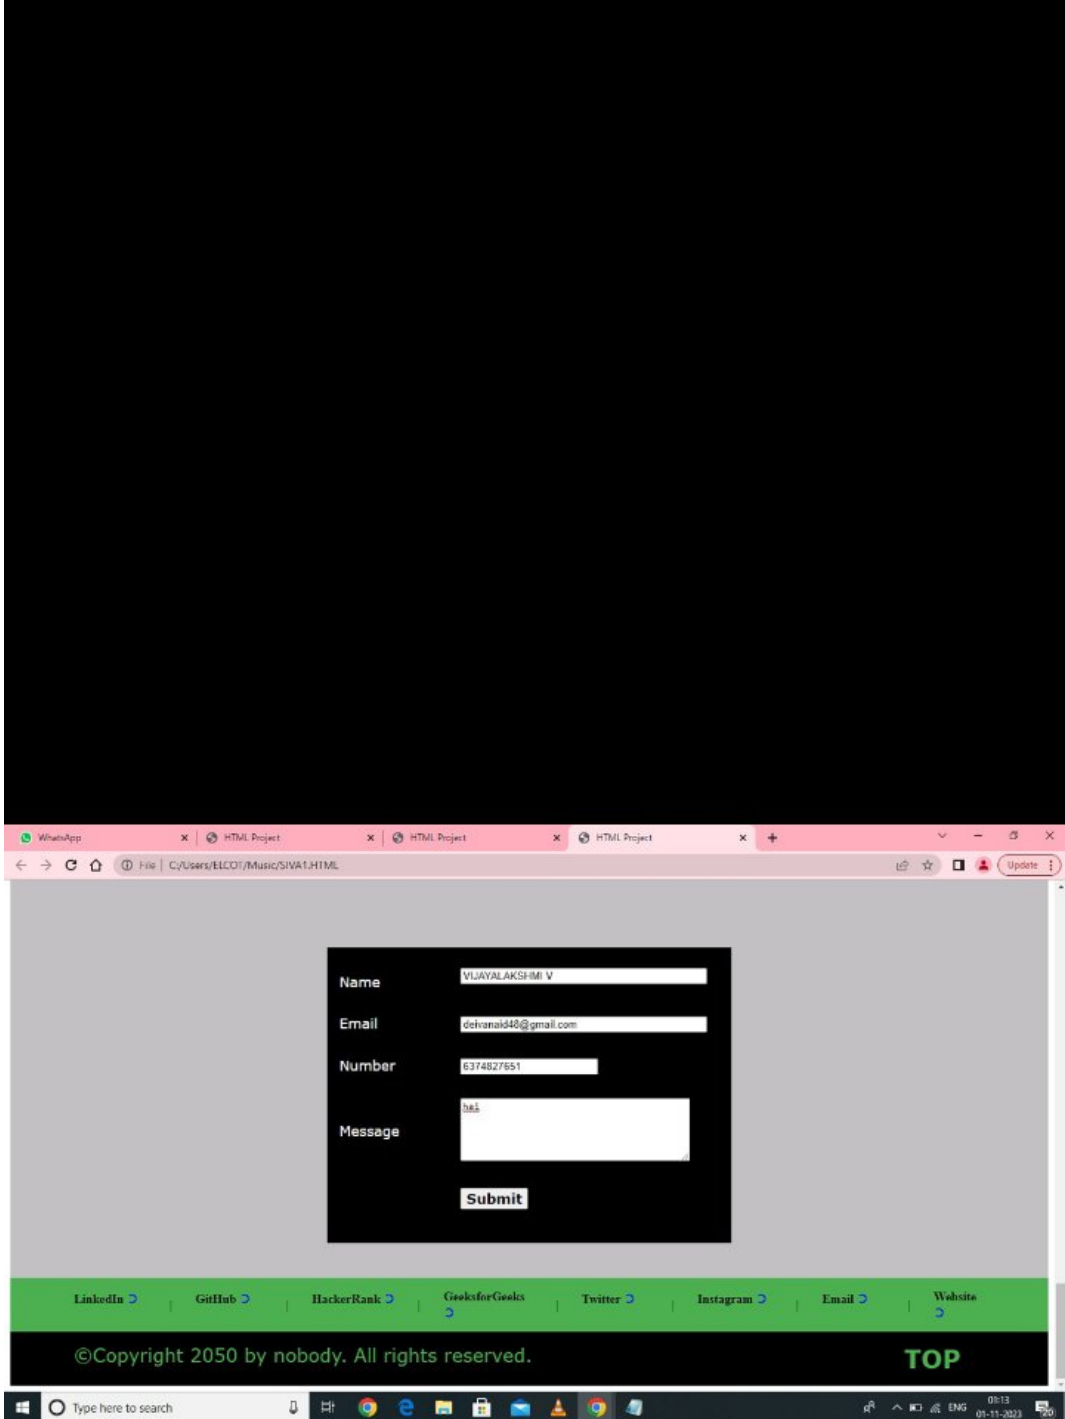 WhatsApp
HTML Project
HTML Project
HTML Project
File
C:/Users/ELCOT/Music/SIVA1.HTML
Update
Name
VIJAYALAKSHMI V
Email
deivanaid48@gmail.com
Number
6374827651
Message
hai
Submit
LinkedIn
GitHub
HackerRank
GeeksforGeeks
Twitter
Instagram
Email
Website
©Copyright 2050 by nobody. All rights reserved.
TOP
Type here to search
ENG
01:13
01-11-2023
20